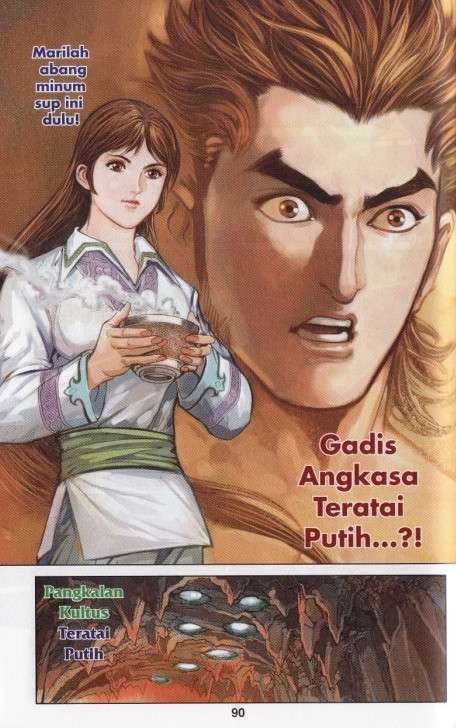 Marilah
abang
minum
sup ini
dulu!
Gadis
Angkasa
Teratai
Putih...?!
Pangkalan
Kultus
Teratai
Putih
90